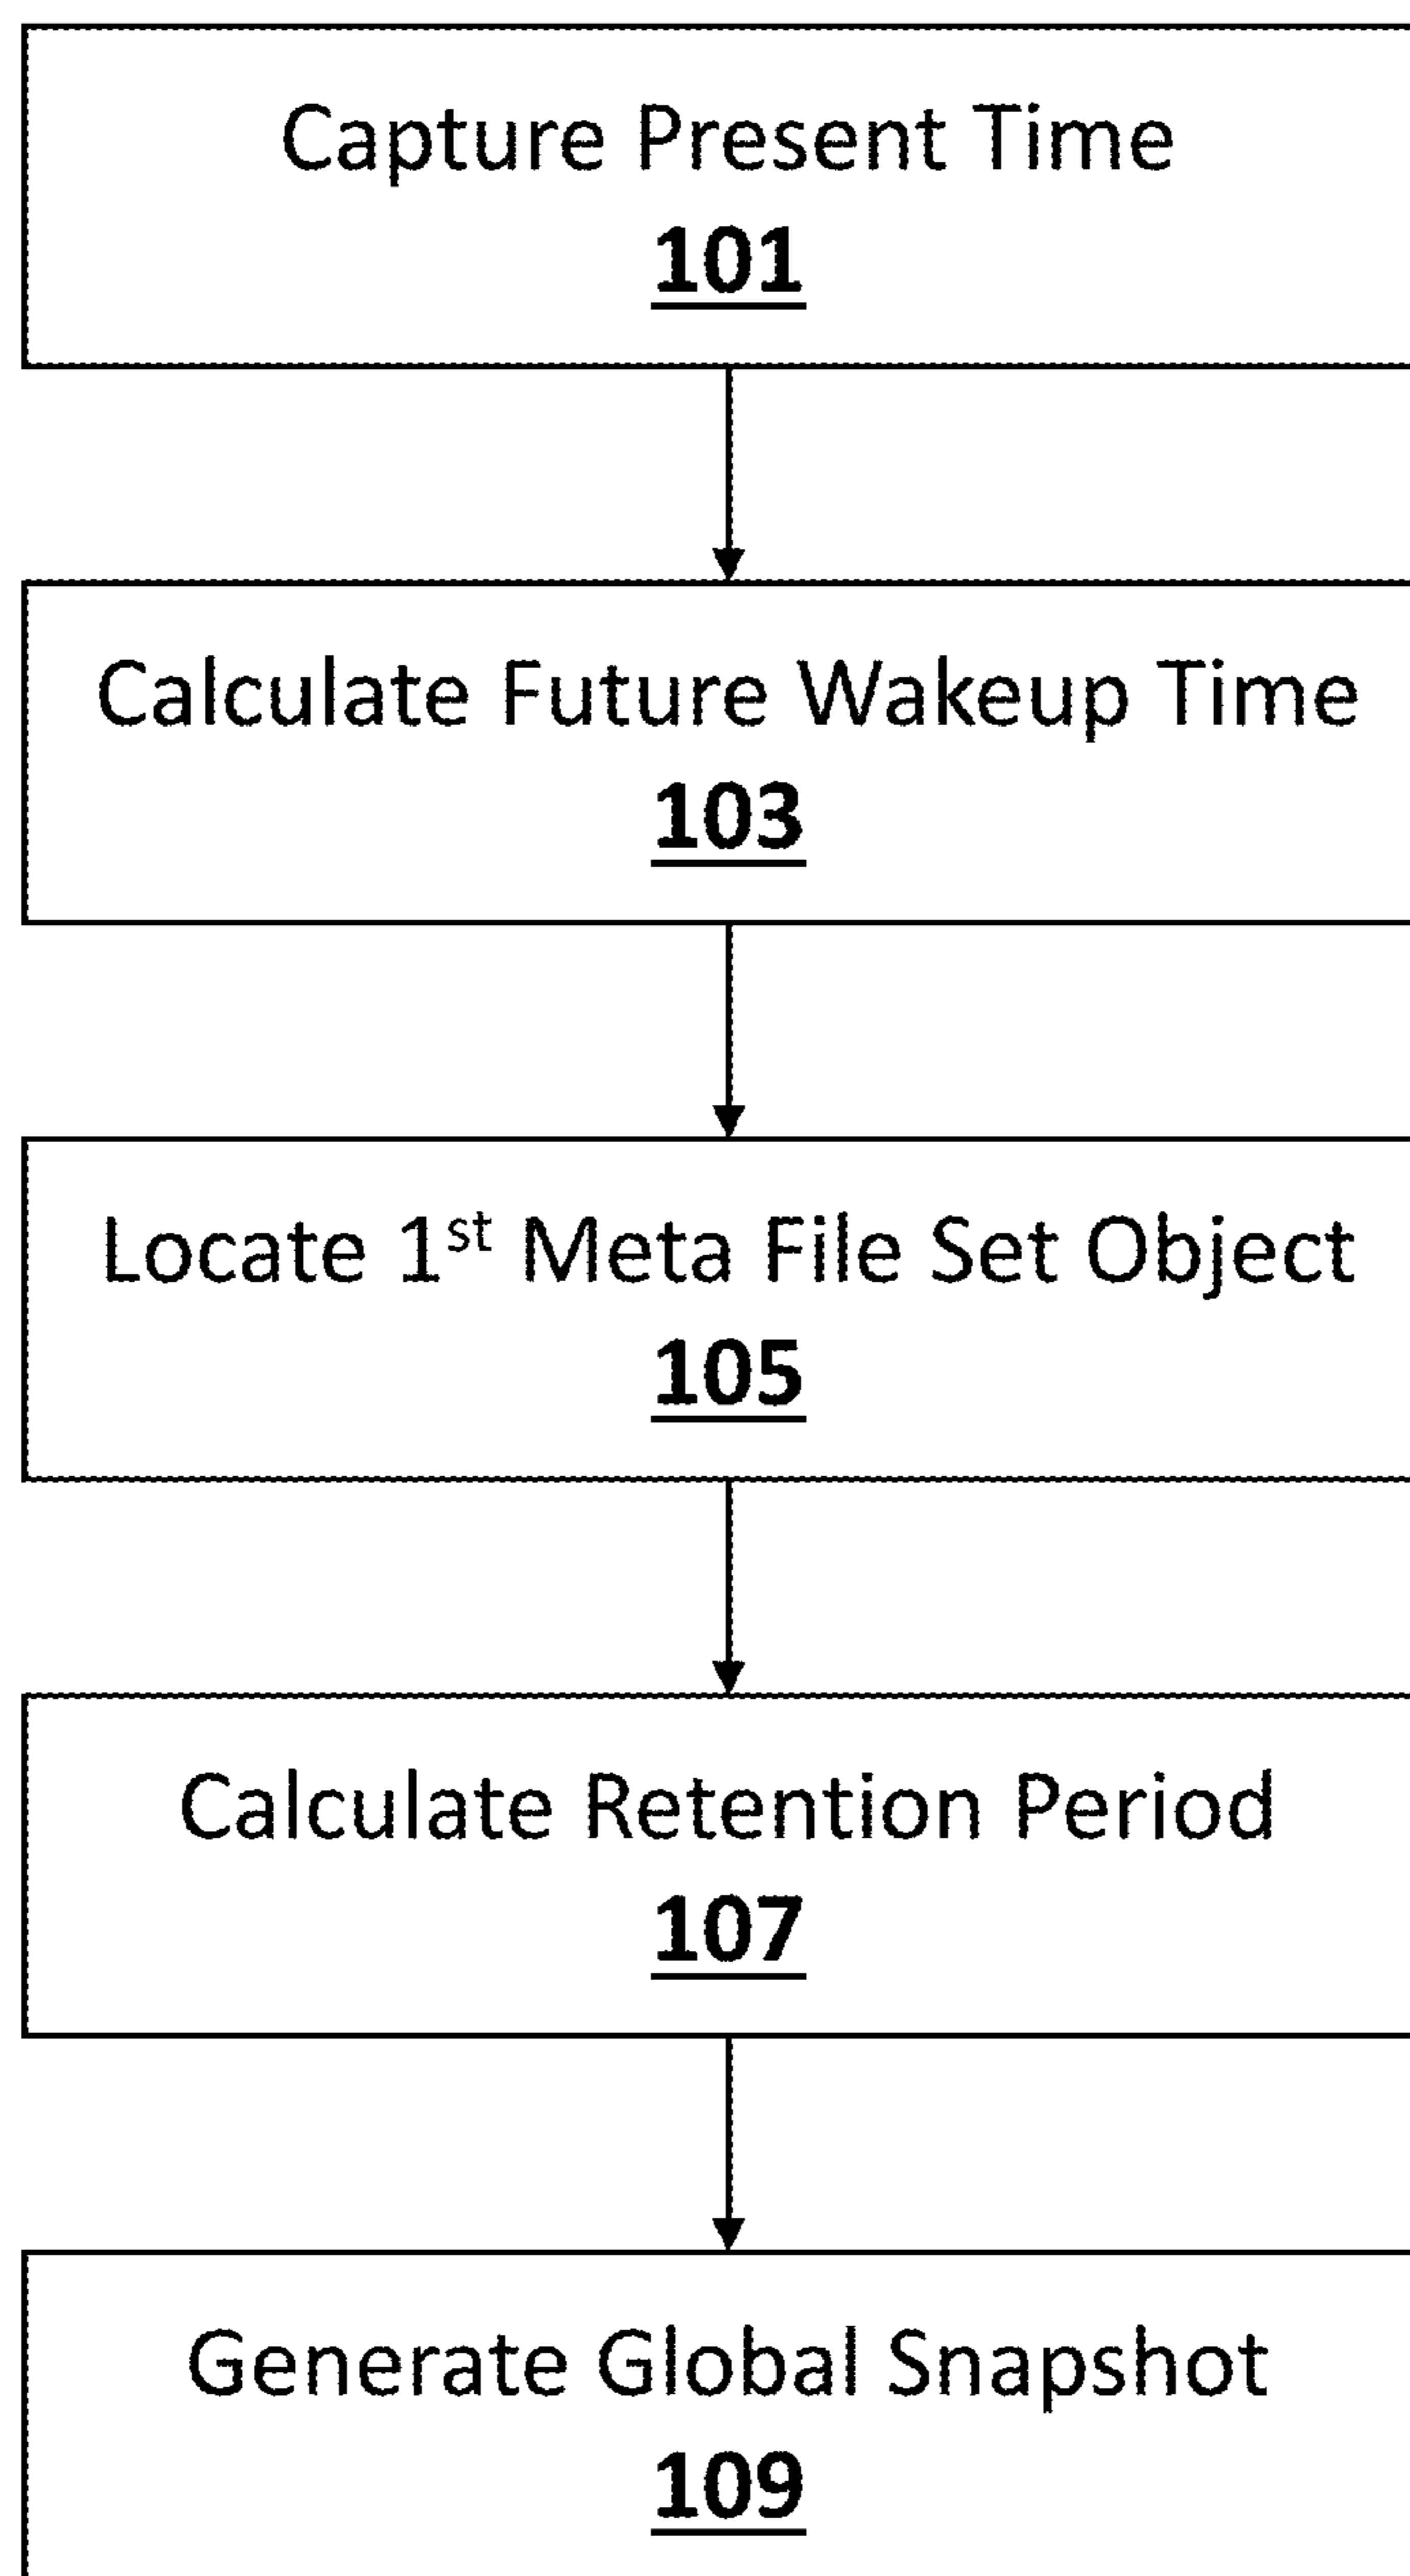 Capture Present Time
101
Calculate Future Wakeup Time
103
Locate 1st Meta File Set Object
105
Calculate Retention Period
107
Generate Global Snapshot
109